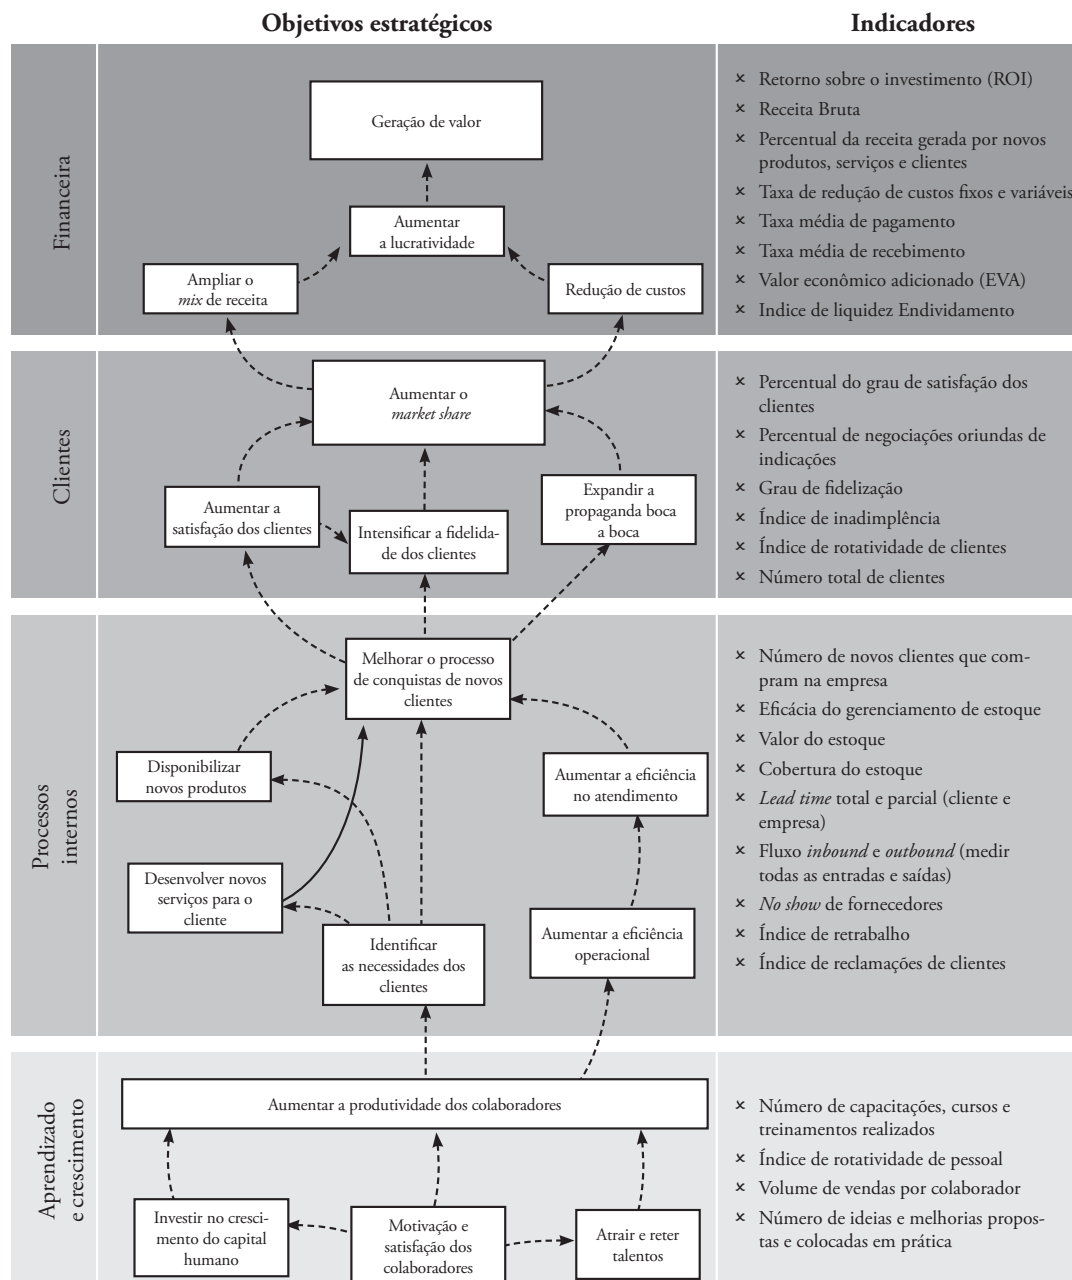 Objetivos estratégicos
Indicadores
Financeira
Geração de valor
Aumentar
a lucratividade
Ampliar o
mix de receita
Redução de custos
× Retorno sobre o investimento (ROI)
× Receita Bruta
× Percentual da receita gerada por novos
produtos, serviços e clientes
× Taxa de redução de custos fixos e variáveis
× Taxa média de pagamento
× Taxa média de recebimento
× Valor econômico adicionado (EVA)
× Indice de liquidez Endividamento
Clientes
Aumentar o
market share
Aumentar a
satisfação dos clientes
Intensificar a fidelida-
de dos clientes
Expandir a
propaganda boca
a boca
× Percentual do grau de satisfação dos
clientes
× Percentual de negociações oriundas de
indicações
× Grau de fidelização
× Índice de inadimplência
× Índice de rotatividade de clientes
× Número total de clientes
Processos
internos
Melhorar o processo
de conquistas de novos
clientes
Disponibilizar
novos produtos
Aumentar a eficiência
no atendimento
Desenvolver novos
serviços para o
cliente
Identificar
as necessidades dos
clientes
Aumentar a eficiência
operacional
× Número de novos clientes que com-
pram na empresa
× Eficácia do gerenciamento de estoque
× Valor do estoque
× Cobertura do estoque
× Lead time total e parcial (cliente e
empresa)
× Fluxo inbound e outbound (medir
todas as entradas e saídas)
× No show de fornecedores
× Índice de retrabalho
× Índice de reclamações de clientes
Aprendizado
e crescimento
Aumentar a produtividade dos colaboradores
Investir no cresci-
mento do capital
humano
Motivação e
satisfação dos
colaboradores
Atrair e reter
talentos
× Número de capacitações, cursos e
treinamentos realizados
× Índice de rotatividade de pessoal
× Volume de vendas por colaborador
× Número de ideias e melhorias propos-
tas e colocadas em prática